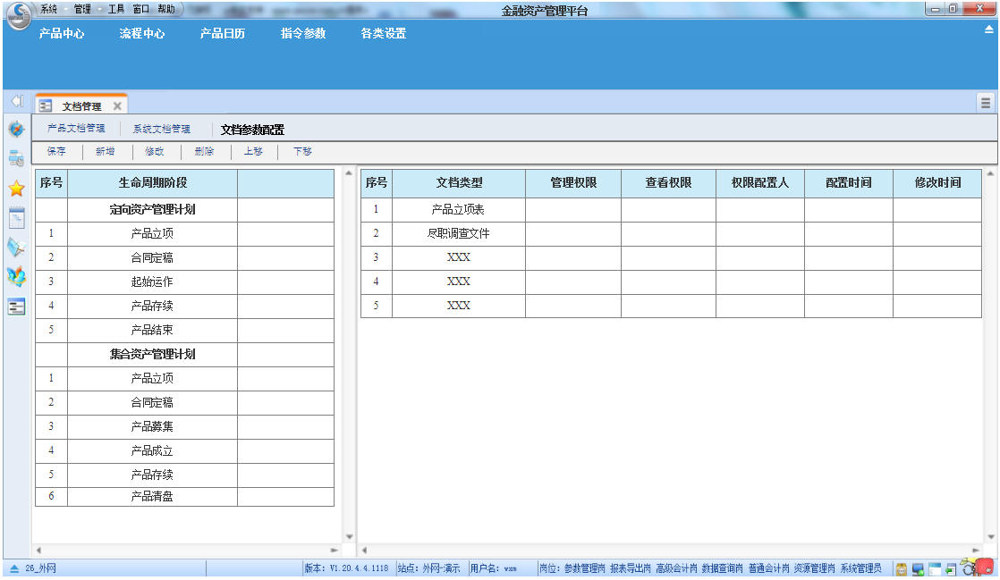 系统 管理 工具 窗口 帮助 金融资产管理平台
产品中心 流程中心 产品日历 指令参数 各类设置
文档管理
产品文档管理 系统文档管理 文档参数配置
保存 新增 修改 删除 上移 下移
序号 生命周期阶段
定向资产管理计划
1 产品立项
2 合同定稿
3 起始运作
4 产品存续
5 产品结束
集合资产管理计划
1 产品立项
2 合同定稿
3 产品募集
4 产品成立
5 产品存续
6 产品清盘
序号 文档类型 管理权限 查看权限 权限配置人 配置时间 修改时间
1 产品立项表
2 尽职调查文件
3 XXX
4 XXX
5 XXX
26_外网 版本: V1.20.4.4.1118 站点: 外网-演示 用户名: wxm 岗位: 参数管理岗 报表导出岗 高级会计岗 数据查询岗 普通会计岗 资源管理岗 系统管理员